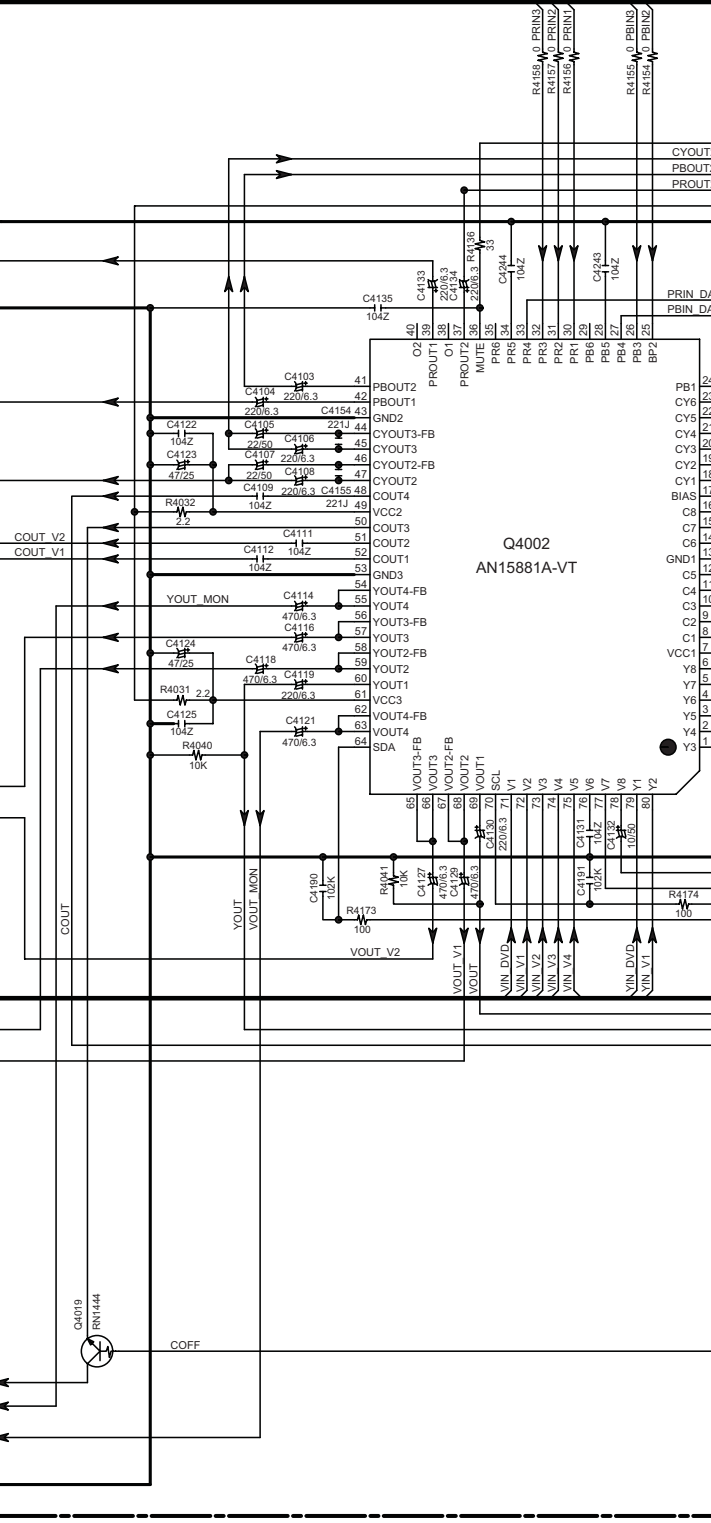 R4158 0 PRIN3
R4157 0 PRIN2
R4156 0 PRIN1
R4155 0 PBIN3
R4154 0 PBIN2
CYOUT
PBOUT
PROUT
R4136
33
C4133
220/6.3
C4134
220/6.3
C4244
104Z
C4243
104Z
C4135
104Z
PRIN_DA
PBIN_DA
40 39 38 37 36 35 34 33 32 31 30 29 28 27 26 25
O2 PROUT1 O1 PROUT2 MUTE PR6 PR5 PR4 PR3 PR2 PR1 PB6 PB5 PB4 PB3 BP2
C4103
220/6.3
C4104
220/6.3
C4154
221J
C4105
22/50
C4106
220/6.3
C4107
22/50
C4108
220/6.3
C4155
221J
C4109
104Z
C4122
104Z
C4123
47/25
R4032
2.2
C4111
104Z
C4112
104Z
COUT_V2
COUT_V1
YOUT_MON
C4114
470/6.3
C4116
470/6.3
C4124
47/25
C4118
470/6.3
C4119
220/6.3
R4031 2.2
C4125
104Z
C4121
470/6.3
R4040
10K
41 PBOUT2
42 PBOUT1
43 GND2
44 CYOUT3-FB
45 CYOUT3
46 CYOUT2-FB
47 CYOUT2
48 COUT4
49 VCC2
50 COUT3
51 COUT2
52 COUT1
53 GND3
54 YOUT4-FB
55 YOUT4
56 YOUT3-FB
57 YOUT3
58 YOUT2-FB
59 YOUT2
60 YOUT1
61 VCC3
62 VOUT4-FB
63 VOUT4
64 SDA
Q4002
AN15881A-VT
PB1 24
CY6 23
CY5 22
CY4 21
CY3 20
CY2 19
CY1 18
BIAS 17
C8 16
C7 15
C6 14
GND1 13
C5 12
C4 11
C3 10
C2 9
C1 8
VCC1 7
Y8 6
Y7 5
Y6 4
Y5 3
Y4 2
Y3 1
VOUT3-FB VOUT3 VOUT2-FB VOUT2 VOUT1 SCL V1 V2 V3 V4 V5 V6 V7 V8 Y1 Y2
65 66 67 68 69 70 71 72 73 74 75 76 77 78 79 80
C4130
220/6.3
C4131
104Z
C4132
10/50
C4190
102K
R4041
10K
C4127
470/6.3
C4129
470/6.3
C4191
102K
R4174
100
R4173
100
COUT
YOUT
VOUT_MON
VOUT_V2
VOUT_V1
VOUT
VIN_DVD
VIN_V1
VIN_V2
VIN_V3
VIN_V4
YIN_DVD
YIN_V1
Q4019
RN1444
COFF